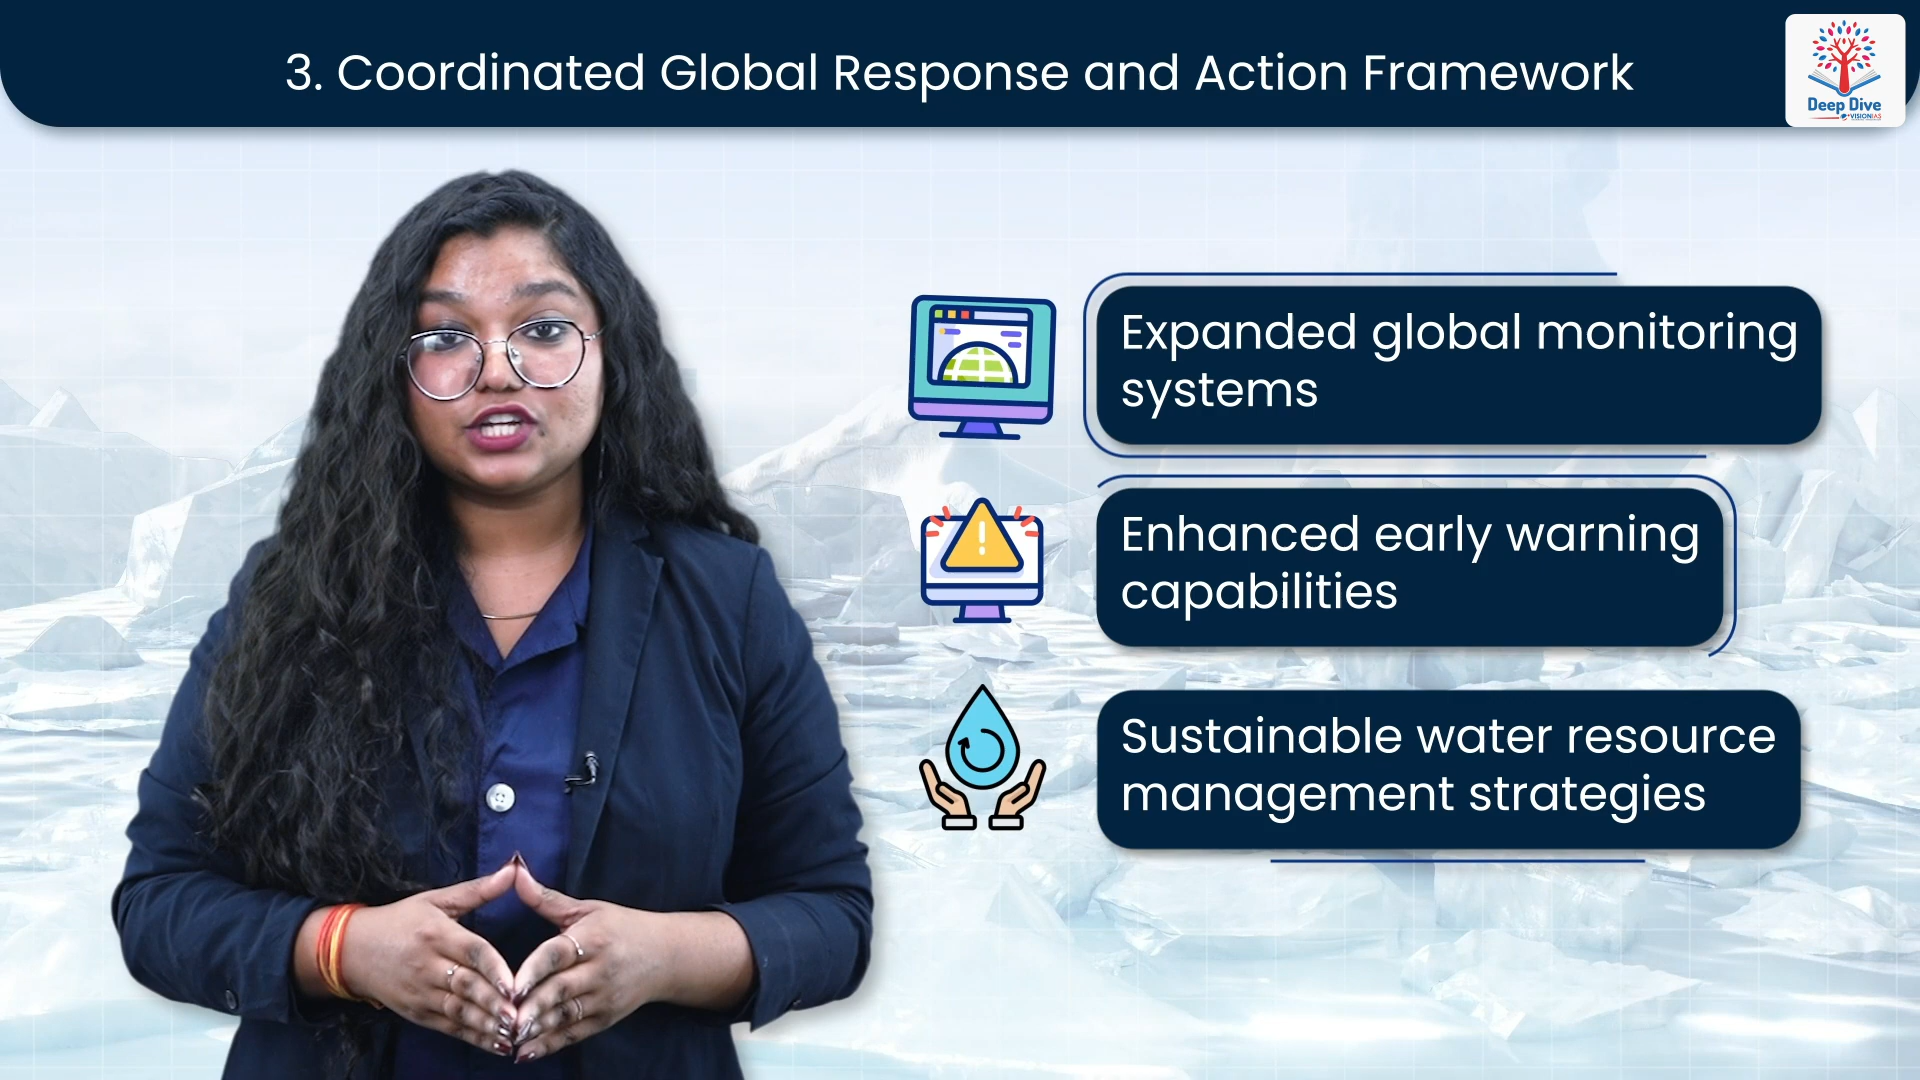 3. Coordinated Global Response and Action Framework
Deep Dive
VISIONIAS
Expanded global monitoring
systems
Enhanced early warning
capabilities
Sustainable water resource
management strategies